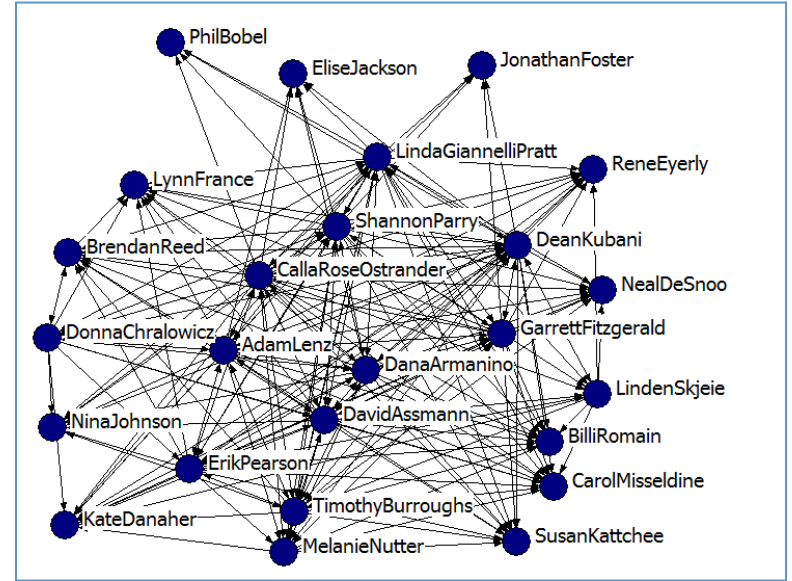 PhilBobel
EliseJackson
JonathanFoster
LindaGiannelliPratt
ReneEyerly
LynnFrance
ShannonParry
DeanKubani
BrendanReed
CallaRoseOstrander
NealDeSnoo
DonnaChralowicz
AdamLenz
GarrettFitzgerald
DanaArmanino
LindenSkjeie
NinaJohnson
DavidAssmann
BilliRomain
ErikPearson
CarolMisseldine
TimothyBurroughs
KateDanaher
SusanKattchee
MelanieNutter